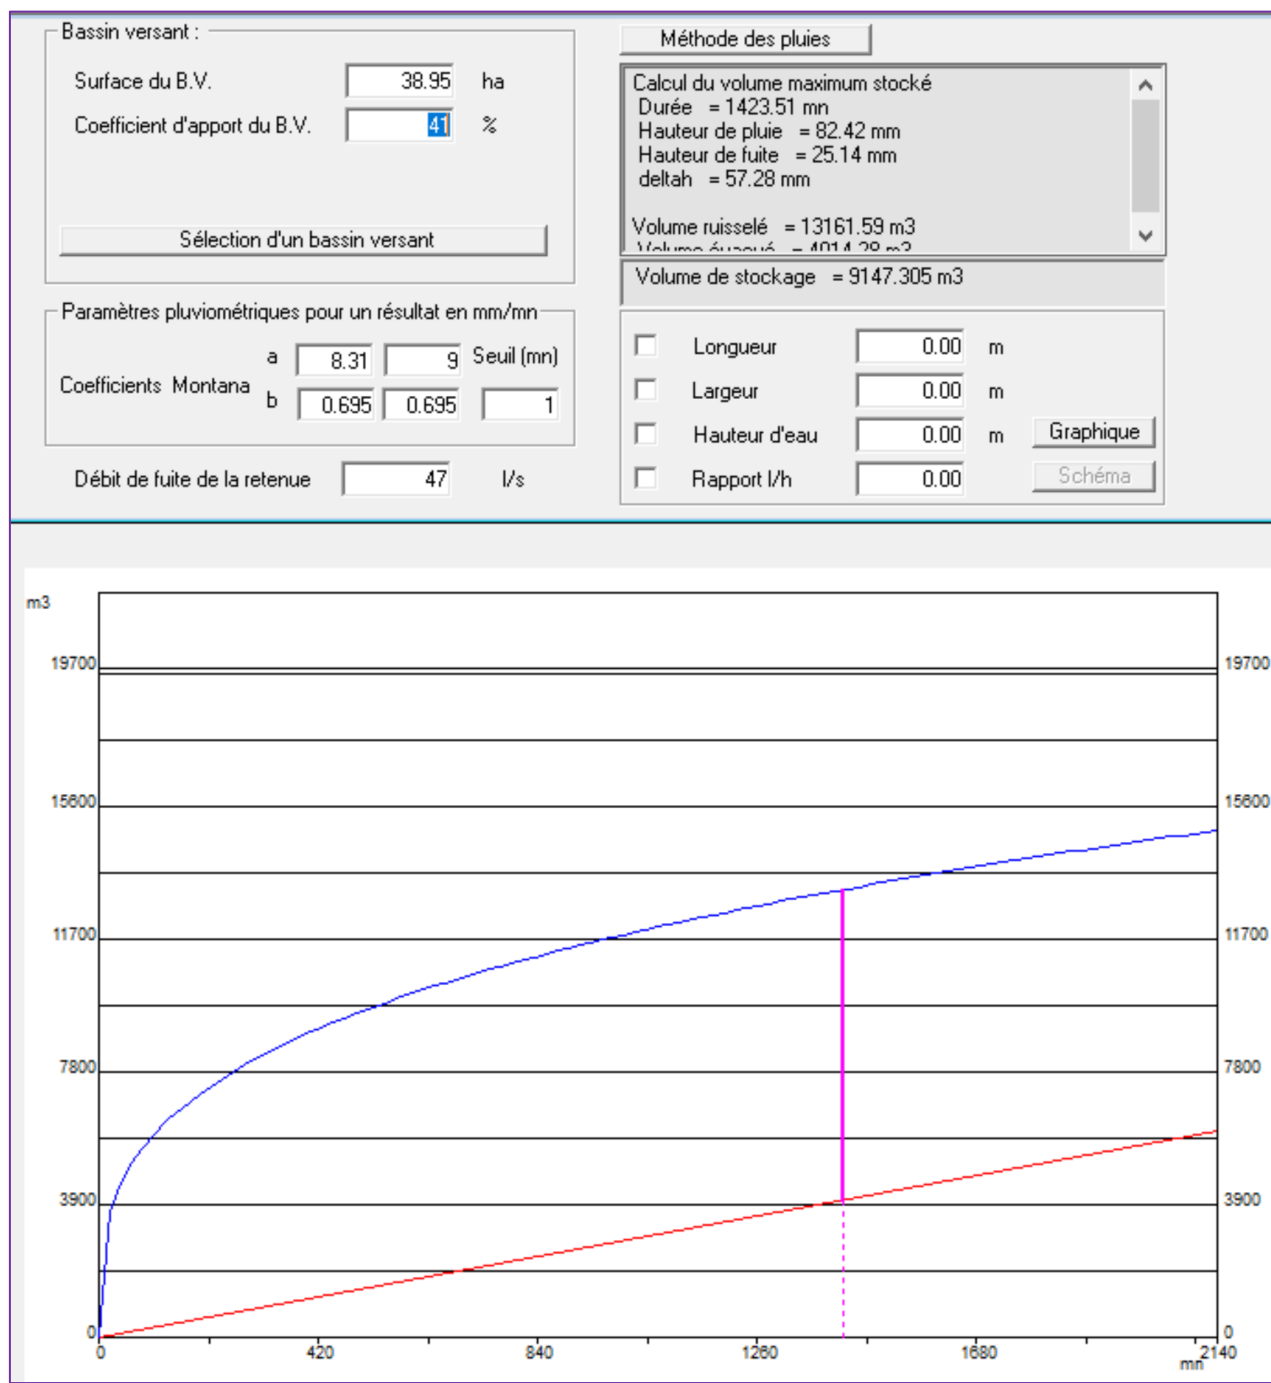 Bassin versant :
Surface du B.V. 38.95 ha
Coefficient d'apport du B.V. 41 %
Sélection d'un bassin versant
Paramètres pluviométriques pour un résultat en mm/mn
a 8.31 9 Seuil (mn)
Coefficients Montana
b 0.695 0.695 1
Débit de fuite de la retenue 47 l/s
Méthode des pluies
Calcul du volume maximum stocké
Durée = 1423.51 mn
Hauteur de pluie = 82.42 mm
Hauteur de fuite = 25.14 mm
deltah = 57.28 mm
Volume ruisselé = 13161.59 m3
Volume évacué = 4014.28 m3
Volume de stockage = 9147.305 m3
Longueur 0.00 m
Largeur 0.00 m
Hauteur d'eau 0.00 m Graphique
Rapport l/h 0.00 Schéma
m3
19700 19700
15600 15600
11700 11700
7800 7800
3900 3900
0 0
0 420 840 1260 1680 mn 2140